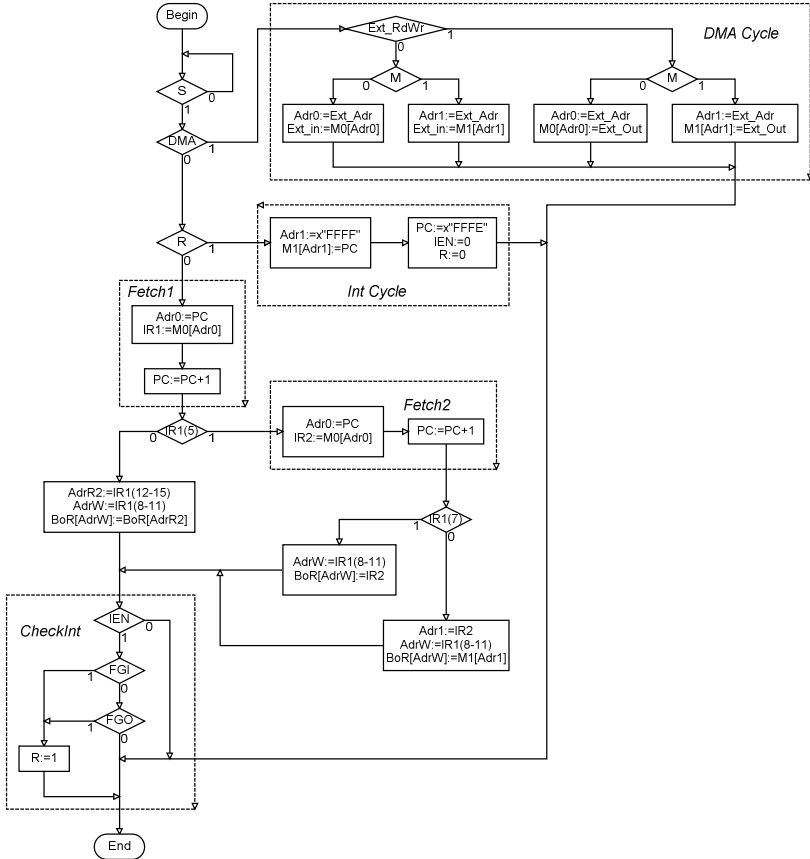 Begin
Ext_RdWr
DMA Cycle
0
1
S
0
1
M
0
1
M
0
1
Adr0:=Ext_Adr
Ext_in:=M0[Adr0]
Adr1:=Ext_Adr
Ext_in:=M1[Adr1]
Adr0:=Ext_Adr
M0[Adr0]:=Ext_Out
Adr1:=Ext_Adr
M1[Adr1]:=Ext_Out
DMA
1
0
R
1
0
Adr1:=x"FFFF"
M1[Adr1]:=PC
PC:=x"FFFE"
IEN:=0
R:=0
Int Cycle
Fetch1
Adr0:=PC
IR1:=M0[Adr0]
PC:=PC+1
IR1(5)
0
1
Fetch2
Adr0:=PC
IR2:=M0[Adr0]
PC:=PC+1
AdrR2:=IR1(12-15)
AdrW:=IR1(8-11)
BoR[AdrW]:=BoR[AdrR2]
IR1(7)
1
0
AdrW:=IR1(8-11)
BoR[AdrW]:=IR2
Adr1:=IR2
AdrW:=IR1(8-11)
BoR[AdrW]:=M1[Adr1]
CheckInt
IEN
0
1
FGI
1
0
FGO
1
0
R:=1
End